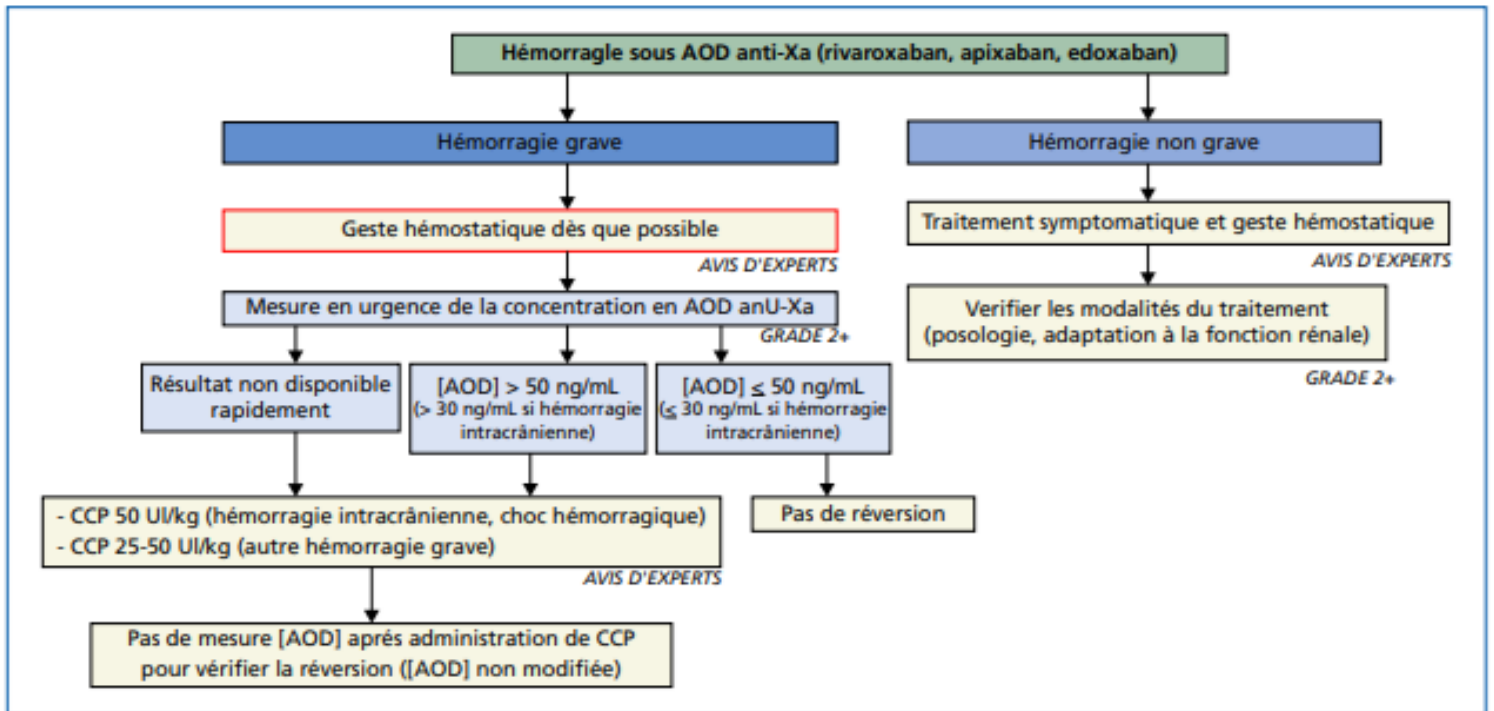 Hémorragle sous AOD anti-Xa (rivaroxaban, apixaban, edoxaban)
Hémorragie grave
Hémorragie non grave
Geste hémostatique dès que possible
AVIS D'EXPERTS
Traitement symptomatique et geste hémostatique
AVIS D'EXPERTS
Mesure en urgence de la concentration en AOD anU-Xa
GRADE 2+
Verifier les modalités du traitement
(posologie, adaptation à la fonction rénale)
GRADE 2+
Résultat non disponible
rapidement
[AOD] > 50 ng/mL
(> 30 ng/mL si hémorragie
intracrânienne)
[AOD] ≤ 50 ng/mL
(≤ 30 ng/mL si hémorragie
intracrânienne)
- CCP 50 UI/kg (hémorragie intracrânienne, choc hémorragique)
- CCP 25-50 UI/kg (autre hémorragie grave)
AVIS D'EXPERTS
Pas de réversion
Pas de mesure [AOD] aprés administration de CCP
pour vérifier la réversion ([AOD] non modifiée)